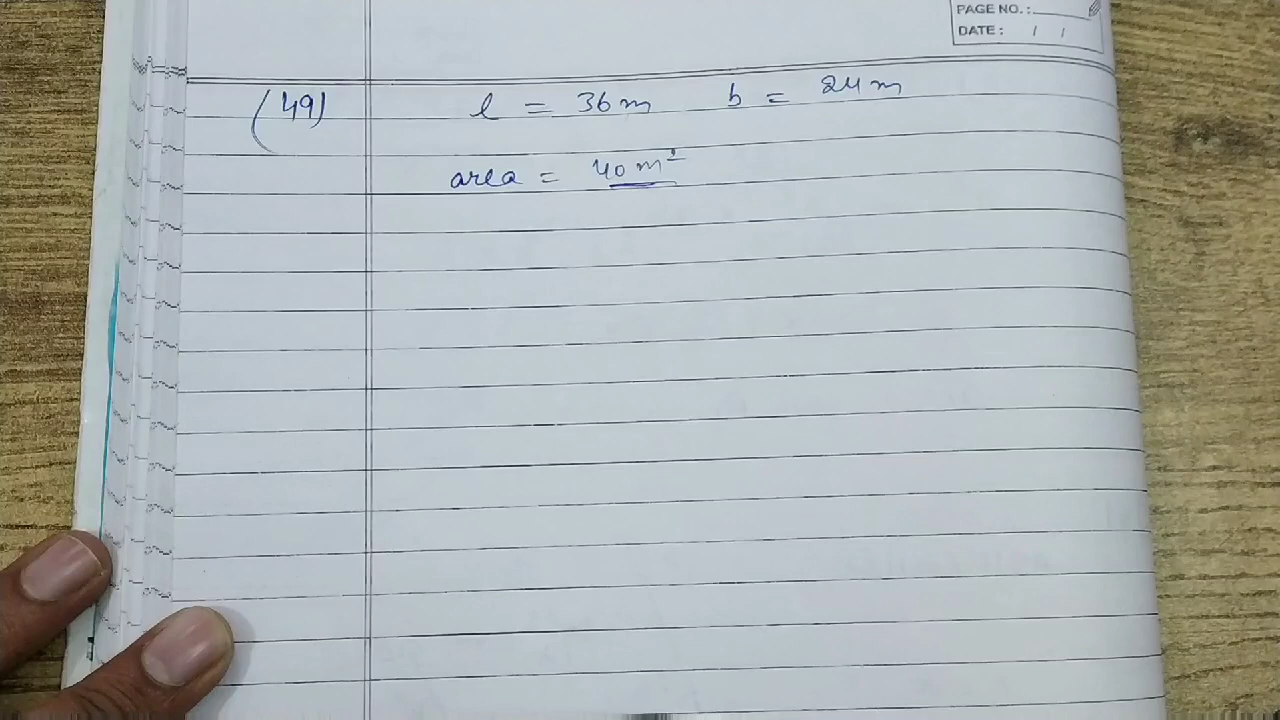 PAGE NO. :
DATE : / /
(49) l = 36 m b = 24 m
area = 40 m²